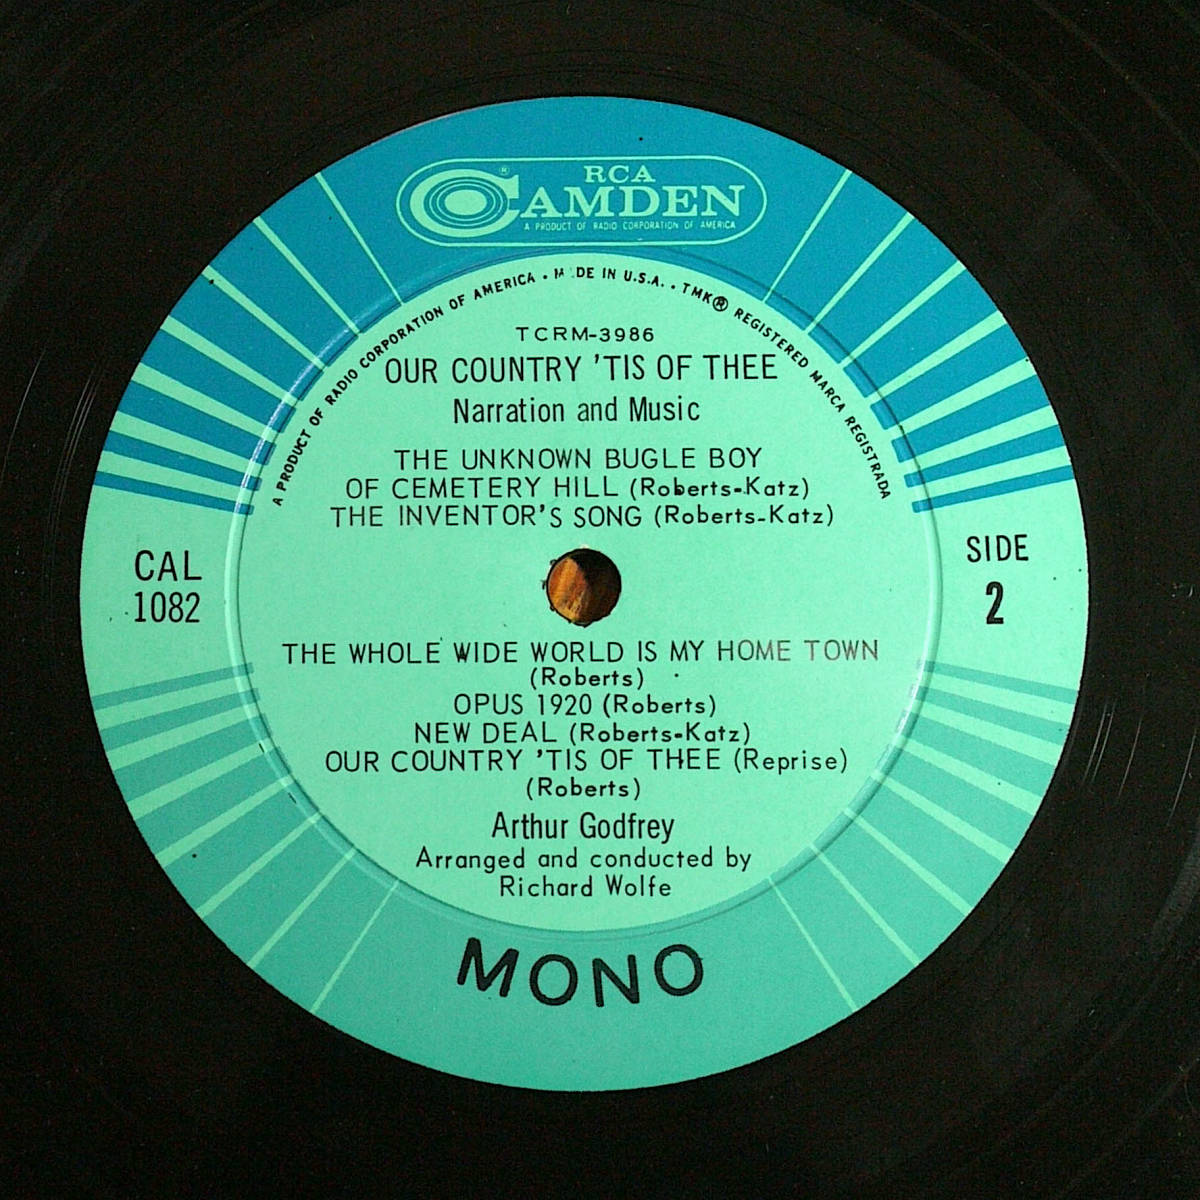 RCA
CAMDEN ®
A PRODUCT OF RADIO CORPORATION OF AMERICA
A PRODUCT OF RADIO CORPORATION OF AMERICA • M DE IN U.S.A. • TMK® REGISTERED MARCA REGISTRADA
TCRM-3986
OUR COUNTRY 'TIS OF THEE
Narration and Music
THE UNKNOWN BUGLE BOY
OF CEMETERY HILL (Roberts-Katz)
THE INVENTOR'S SONG (Roberts-Katz)
CAL
1082
SIDE
2
THE WHOLE WIDE WORLD IS MY HOME TOWN
(Roberts)
OPUS 1920 (Roberts)
NEW DEAL (Roberts-Katz)
OUR COUNTRY 'TIS OF THEE (Reprise)
(Roberts)
Arthur Godfrey
Arranged and conducted by
Richard Wolfe
MONO